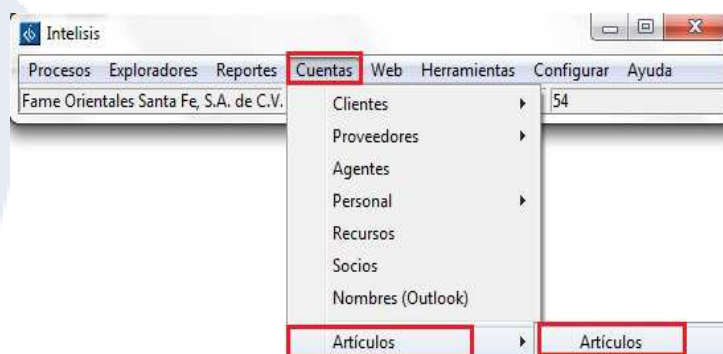 Intelisis
Procesos Exploradores Reportes Cuentas Web Herramientas Configurar Ayuda
Fame Orientales Santa Fe, S.A. de C.V. 54
Clientes
Proveedores
Agentes
Personal
Recursos
Socios
Nombres (Outlook)
Artículos Artículos